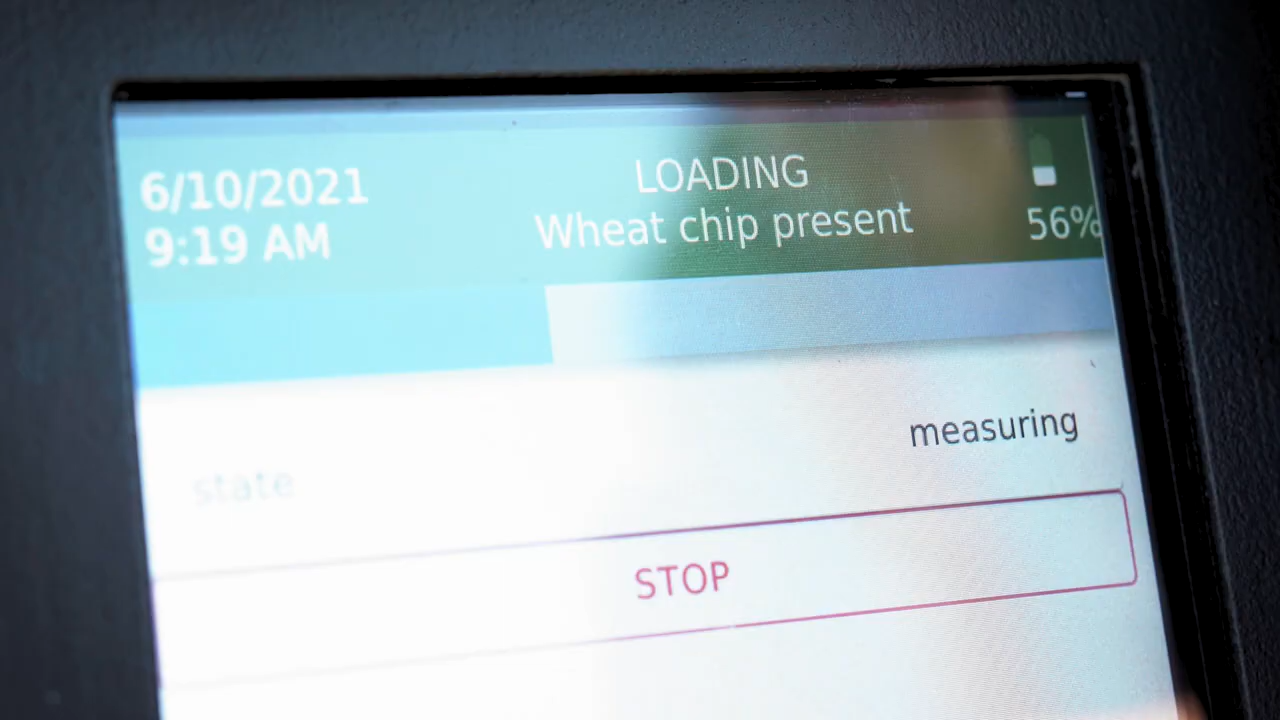 6/10/2021
9:19 AM
LOADING
Wheat chip present
56%
measuring
state
STOP